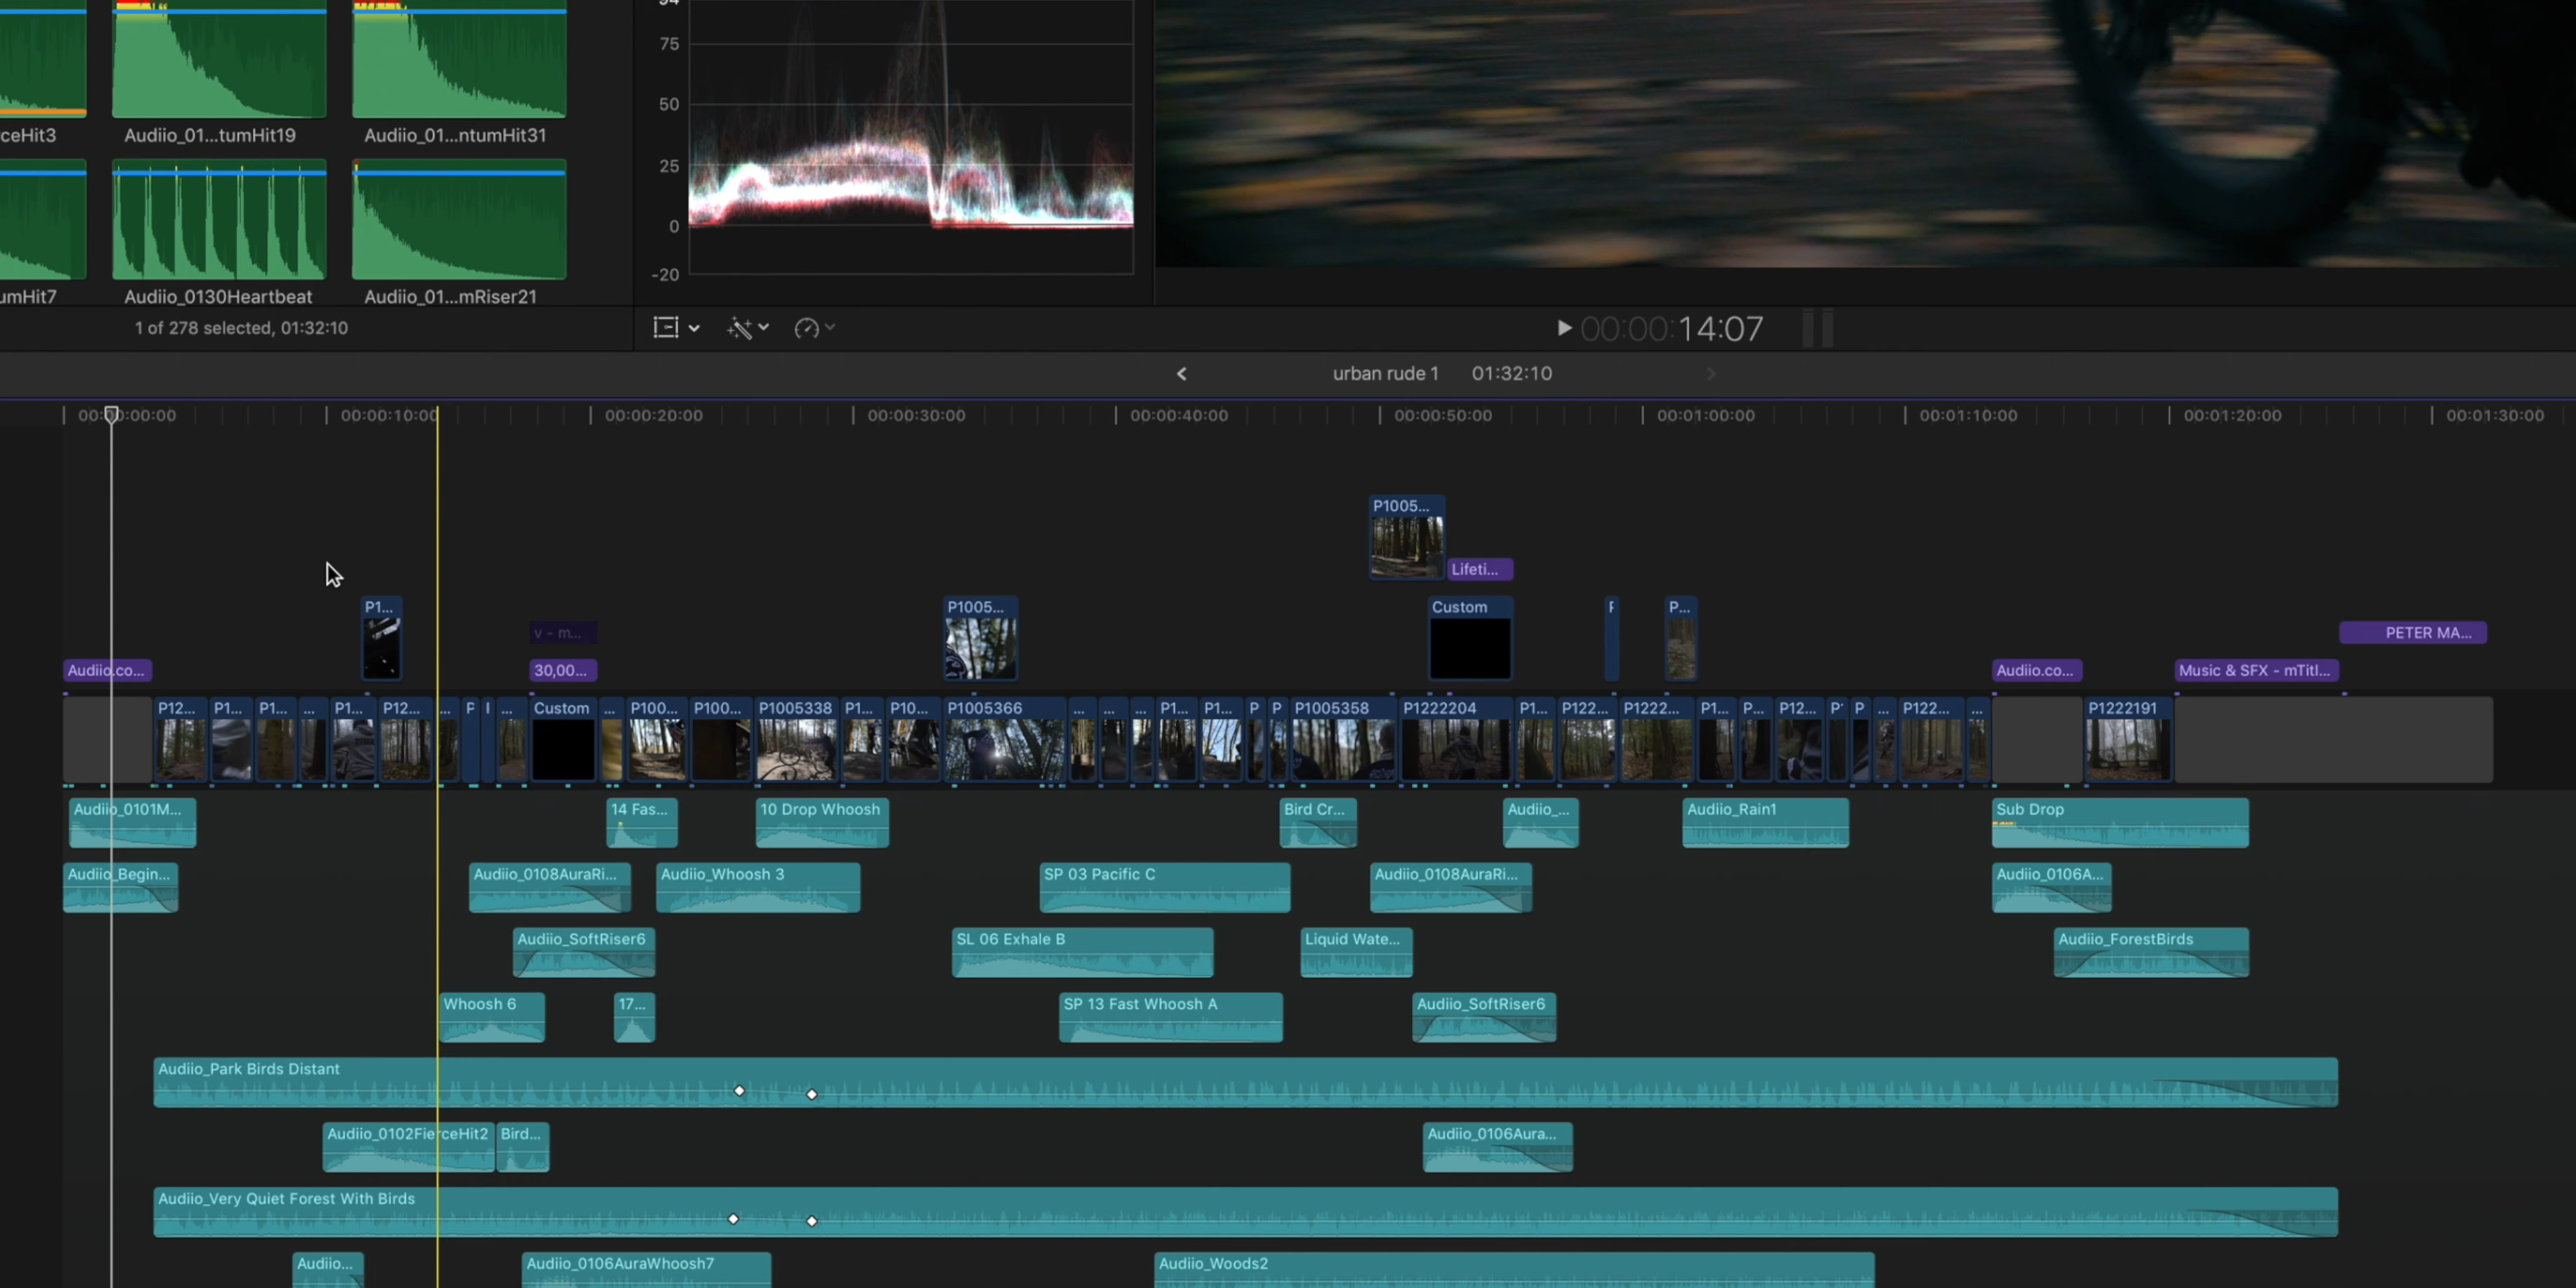 94
75
50
25
0
-20
ceHit3
Audiio_01...tumHit19
Audiio_01...ntumHit31
umHit7
Audiio_0130Heartbeat
Audiio_01...mRiser21
1 of 278 selected, 01:32:10
00:00:14:07
urban rude 1 01:32:10
00:00:00:00 00:00:10:00 00:00:20:00 00:00:30:00 00:00:40:00 00:00:50:00 00:01:00:00 00:01:10:00 00:01:20:00 00:01:30:00
P1005...
Lifeti...
P1... P1005... Custom P...
v - m... PETER MA...
Audiio.co... 30,00... Audiio.co... Music & SFX - mTitl...
P12... P1... P1... ... P1... P12... ... P ... Custom ... P100... P100... P1005338 P1... P10... P1005366 ... ... ... P1... P1... P P P1005358 P1222204 P1... P122... P1222... P1... P... P12... P P ... P122... ... P1222191
Audiio_0101M... 14 Fas... 10 Drop Whoosh Bird Cr... Audiio_... Audiio_Rain1 Sub Drop
Audiio_Begin... Audiio_0108AuraRi... Audiio_Whoosh 3 SP 03 Pacific C Audiio_0108AuraRi... Audiio_0106A...
Audiio_SoftRiser6 SL 06 Exhale B Liquid Wate... Audiio_ForestBirds
Whoosh 6 17... SP 13 Fast Whoosh A Audiio_SoftRiser6
Audiio_Park Birds Distant
Audiio_0102FierceHit2 Bird... Audiio_0106Aura...
Audiio_Very Quiet Forest With Birds
Audiio... Audiio_0106AuraWhoosh7 Audiio_Woods2